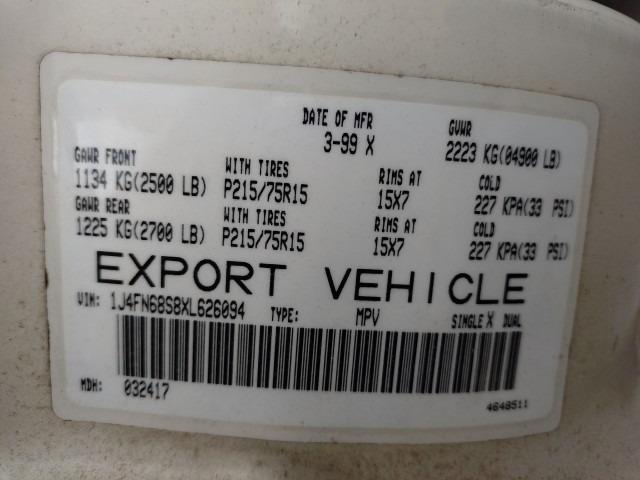 DATE OF MFR GVWR
3-99 X 2223 KG(04900 LB)
GAWR FRONT WITH TIRES RIMS AT COLD
1134 KG(2500 LB) P215/75R15 15X7 227 KPA(33 PSI)
GAWR REAR WITH TIRES RIMS AT COLD
1225 KG(2700 LB) P215/75R15 15X7 227 KPA(33 PSI)
EXPORT VEHICLE
VIN: 1J4FN68S8XL626094 TYPE: MPV SINGLE X DUAL
MDH: 032417 4648511